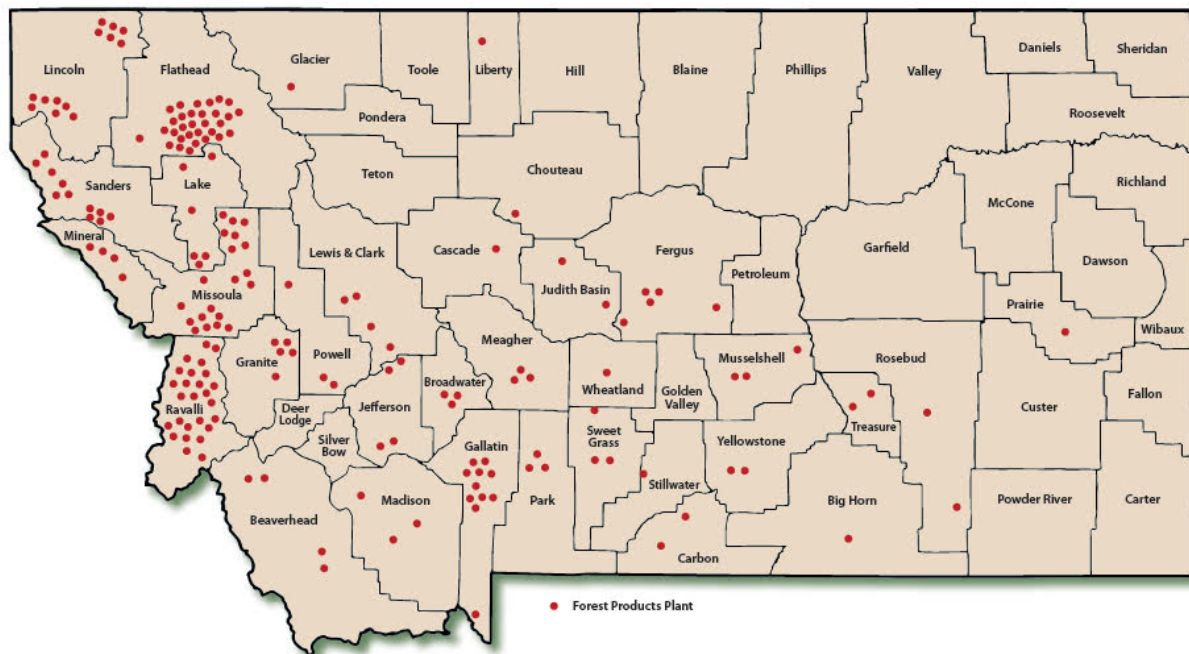 Lincoln
Flathead
Glacier
Toole
Liberty
Hill
Blaine
Phillips
Valley
Daniels
Sheridan
Roosevelt
Pondera
Teton
Chouteau
Sanders
Lake
Richland
McCone
Mineral
Lewis & Clark
Cascade
Fergus
Garfield
Dawson
Judith Basin
Petroleum
Missoula
Prairie
Wibaux
Granite
Powell
Meagher
Broadwater
Wheatland
Golden
Valley
Musselshell
Rosebud
Custer
Fallon
Ravalli
Deer
Lodge
Jefferson
Silver
Bow
Gallatin
Sweet
Grass
Yellowstone
Treasure
Stillwater
Beaverhead
Madison
Park
Big Horn
Powder River
Carter
Carbon
Forest Products Plant